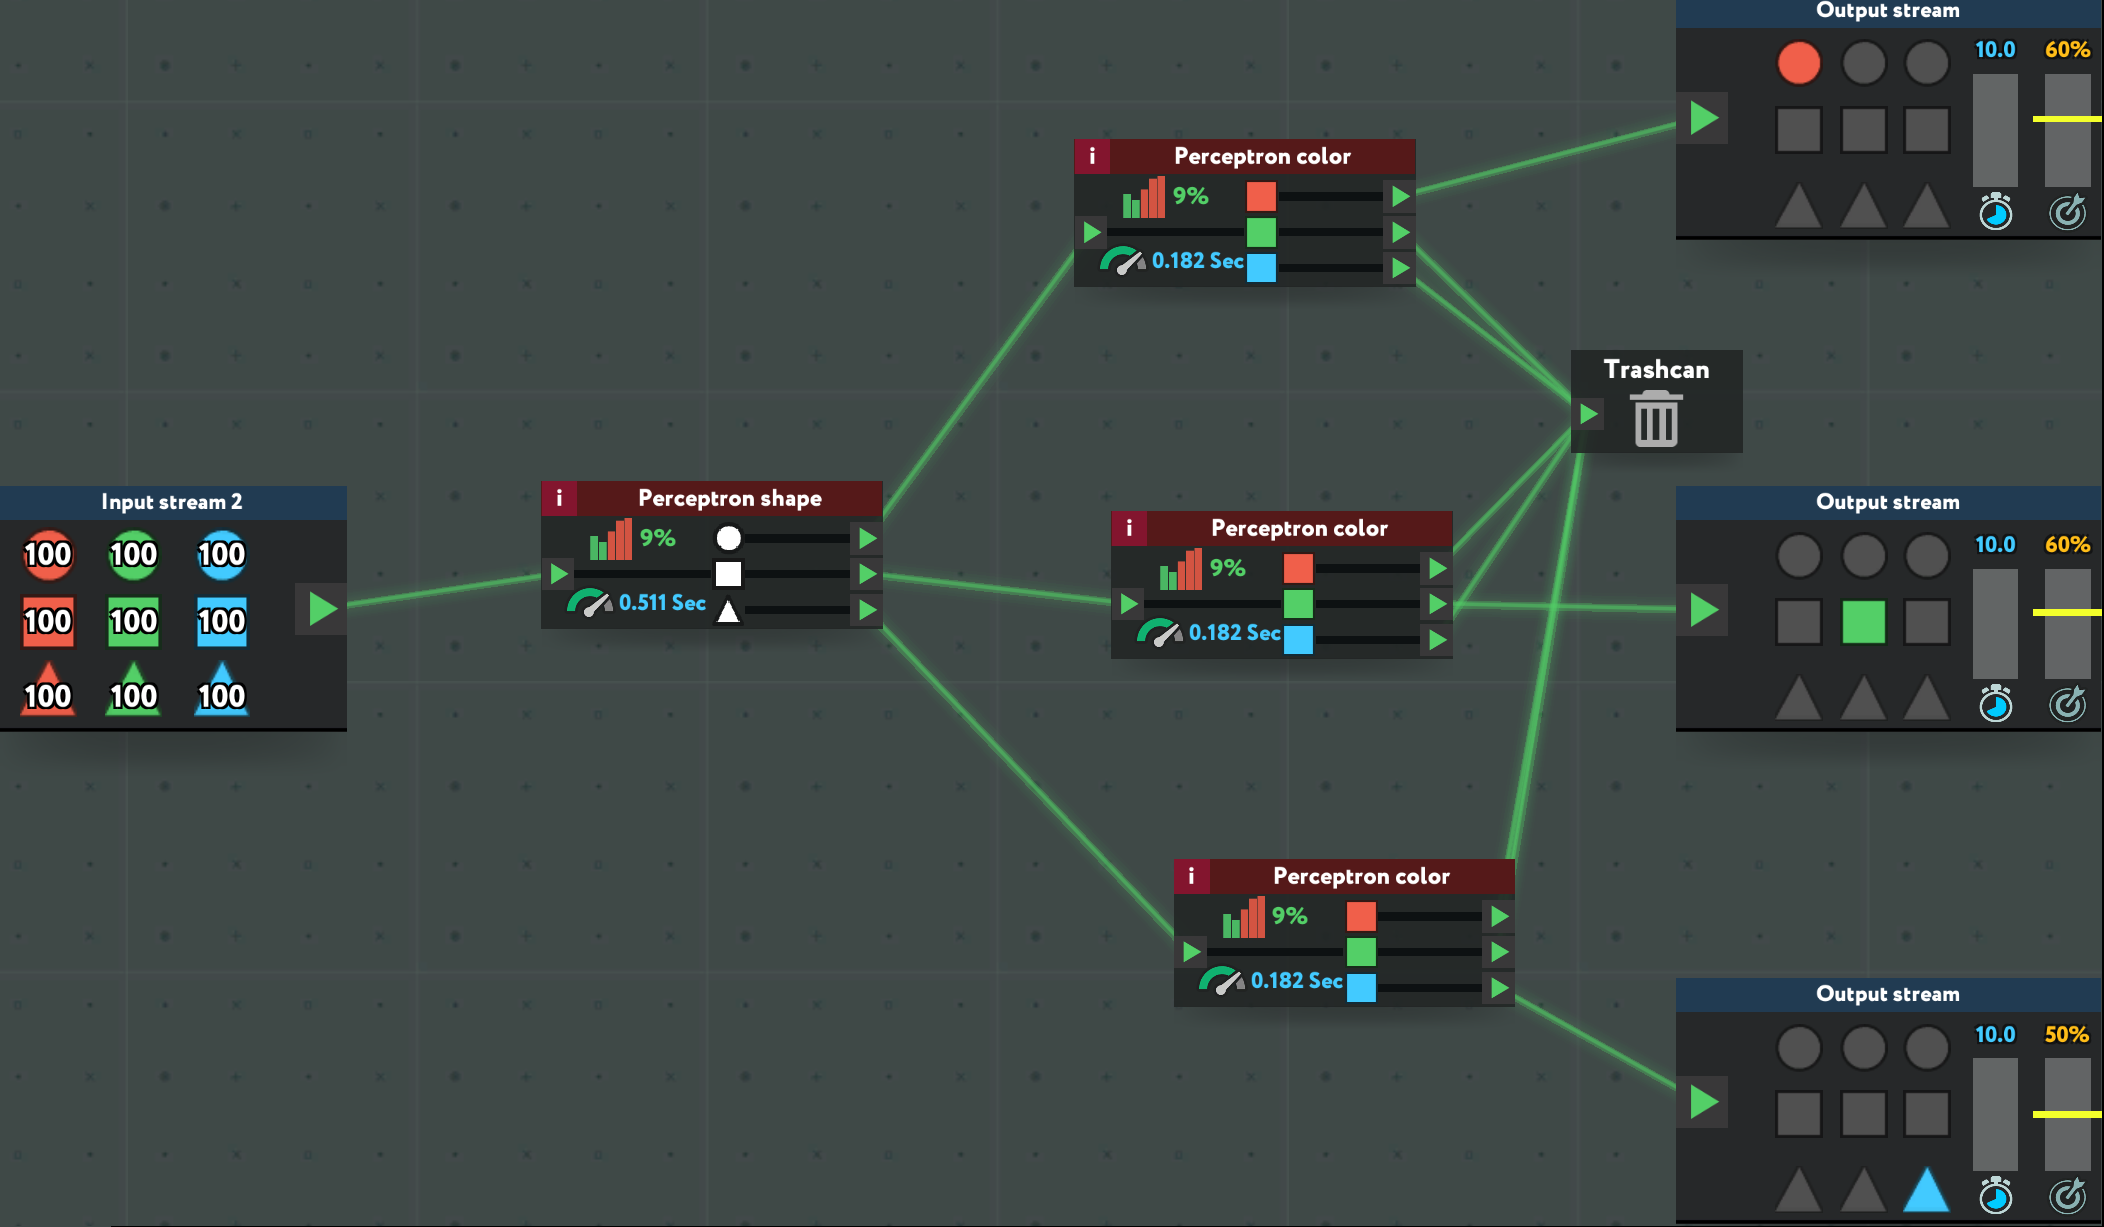 Output stream
10.0 60%
i Perceptron color
9%
0.182 Sec
Trashcan
Input stream 2
100 100 100
100 100 100
100 100 100
i Perceptron shape
9%
0.511 Sec
i Perceptron color
9%
0.182 Sec
Output stream
10.0 60%
i Perceptron color
9%
0.182 Sec
Output stream
10.0 50%